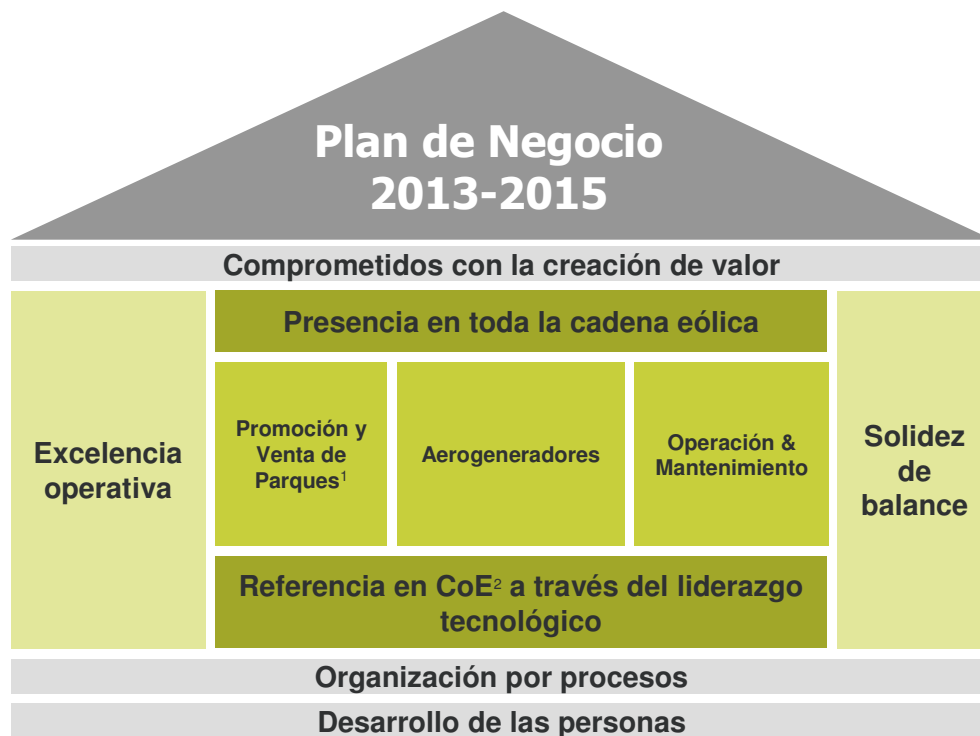 Plan de Negocio
2013-2015
Comprometidos con la creación de valor
Presencia en toda la cadena eólica
Excelencia
operativa
Promoción y
Venta de
Parques¹
Aerogeneradores
Operación &
Mantenimiento
Solidez
de
balance
Referencia en CoE² a través del liderazgo
tecnológico
Organización por procesos
Desarrollo de las personas